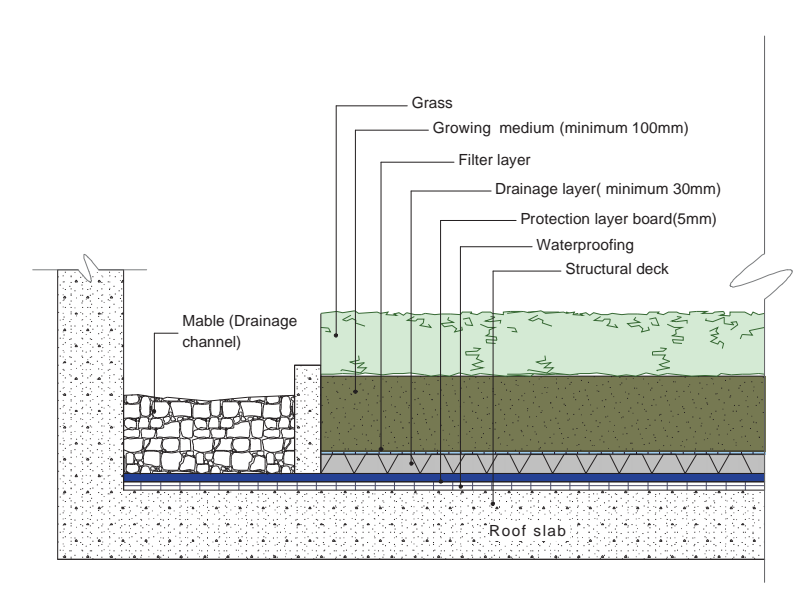 Grass
Growing medium (minimum 100mm)
Filter layer
Drainage layer( minimum 30mm)
Protection layer board(5mm)
Waterproofing
Structural deck
Mable (Drainage
channel)
Roof slab